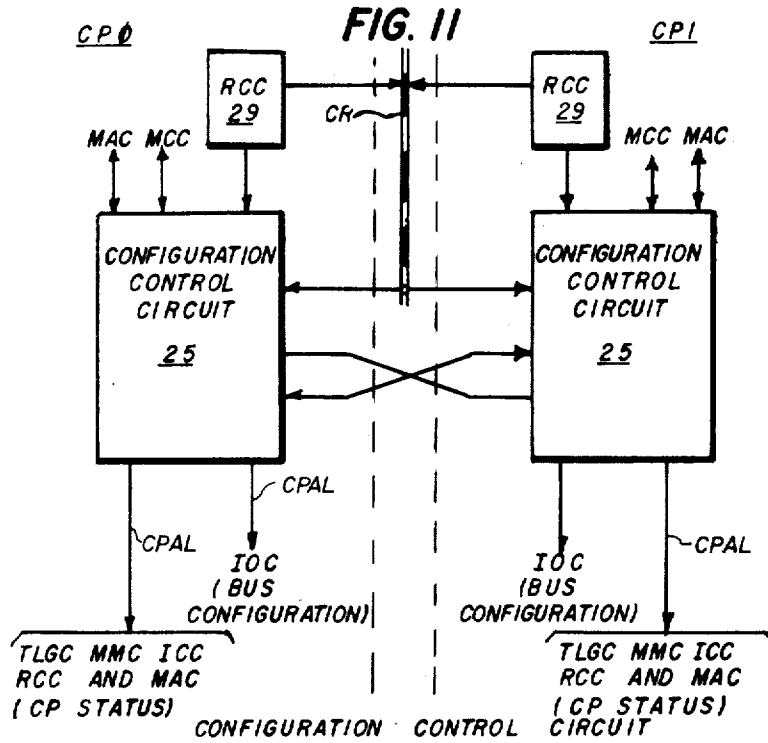 FIG. 11
CPØ
CP1
RCC
29
RCC
29
CR
MAC MCC
MCC MAC
CONFIGURATION
CONTROL
CIRCUIT
25
CONFIGURATION
CONTROL
CIRCUIT
25
CPAL
CPAL
CPAL
IOC
(BUS
CONFIGURATION)
IOC
(BUS
CONFIGURATION)
TLGC MMC ICC
RCC AND MAC
(CP STATUS)
TLGC MMC ICC
RCC AND MAC
(CP STATUS)
CONFIGURATION CONTROL CIRCUIT